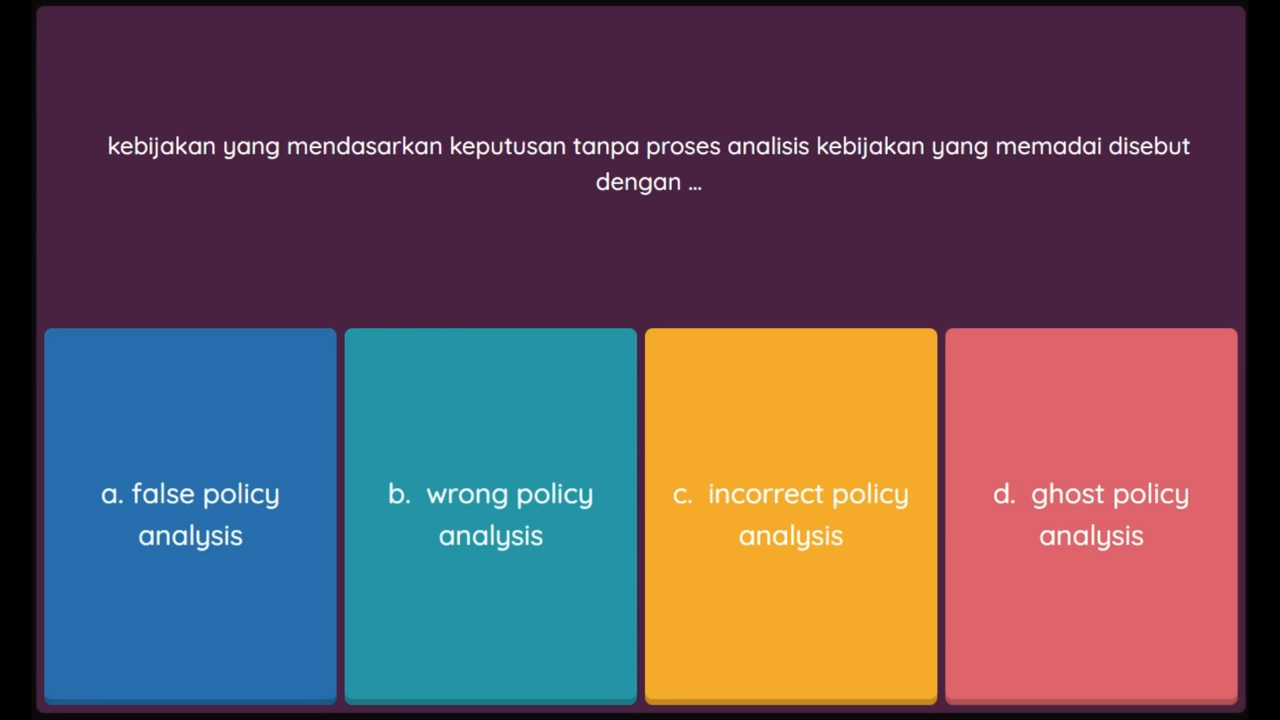 kebijakan yang mendasarkan keputusan tanpa proses analisis kebijakan yang memadai disebut
dengan ...
a. false policy
analysis
b. wrong policy
analysis
c. incorrect policy
analysis
d. ghost policy
analysis